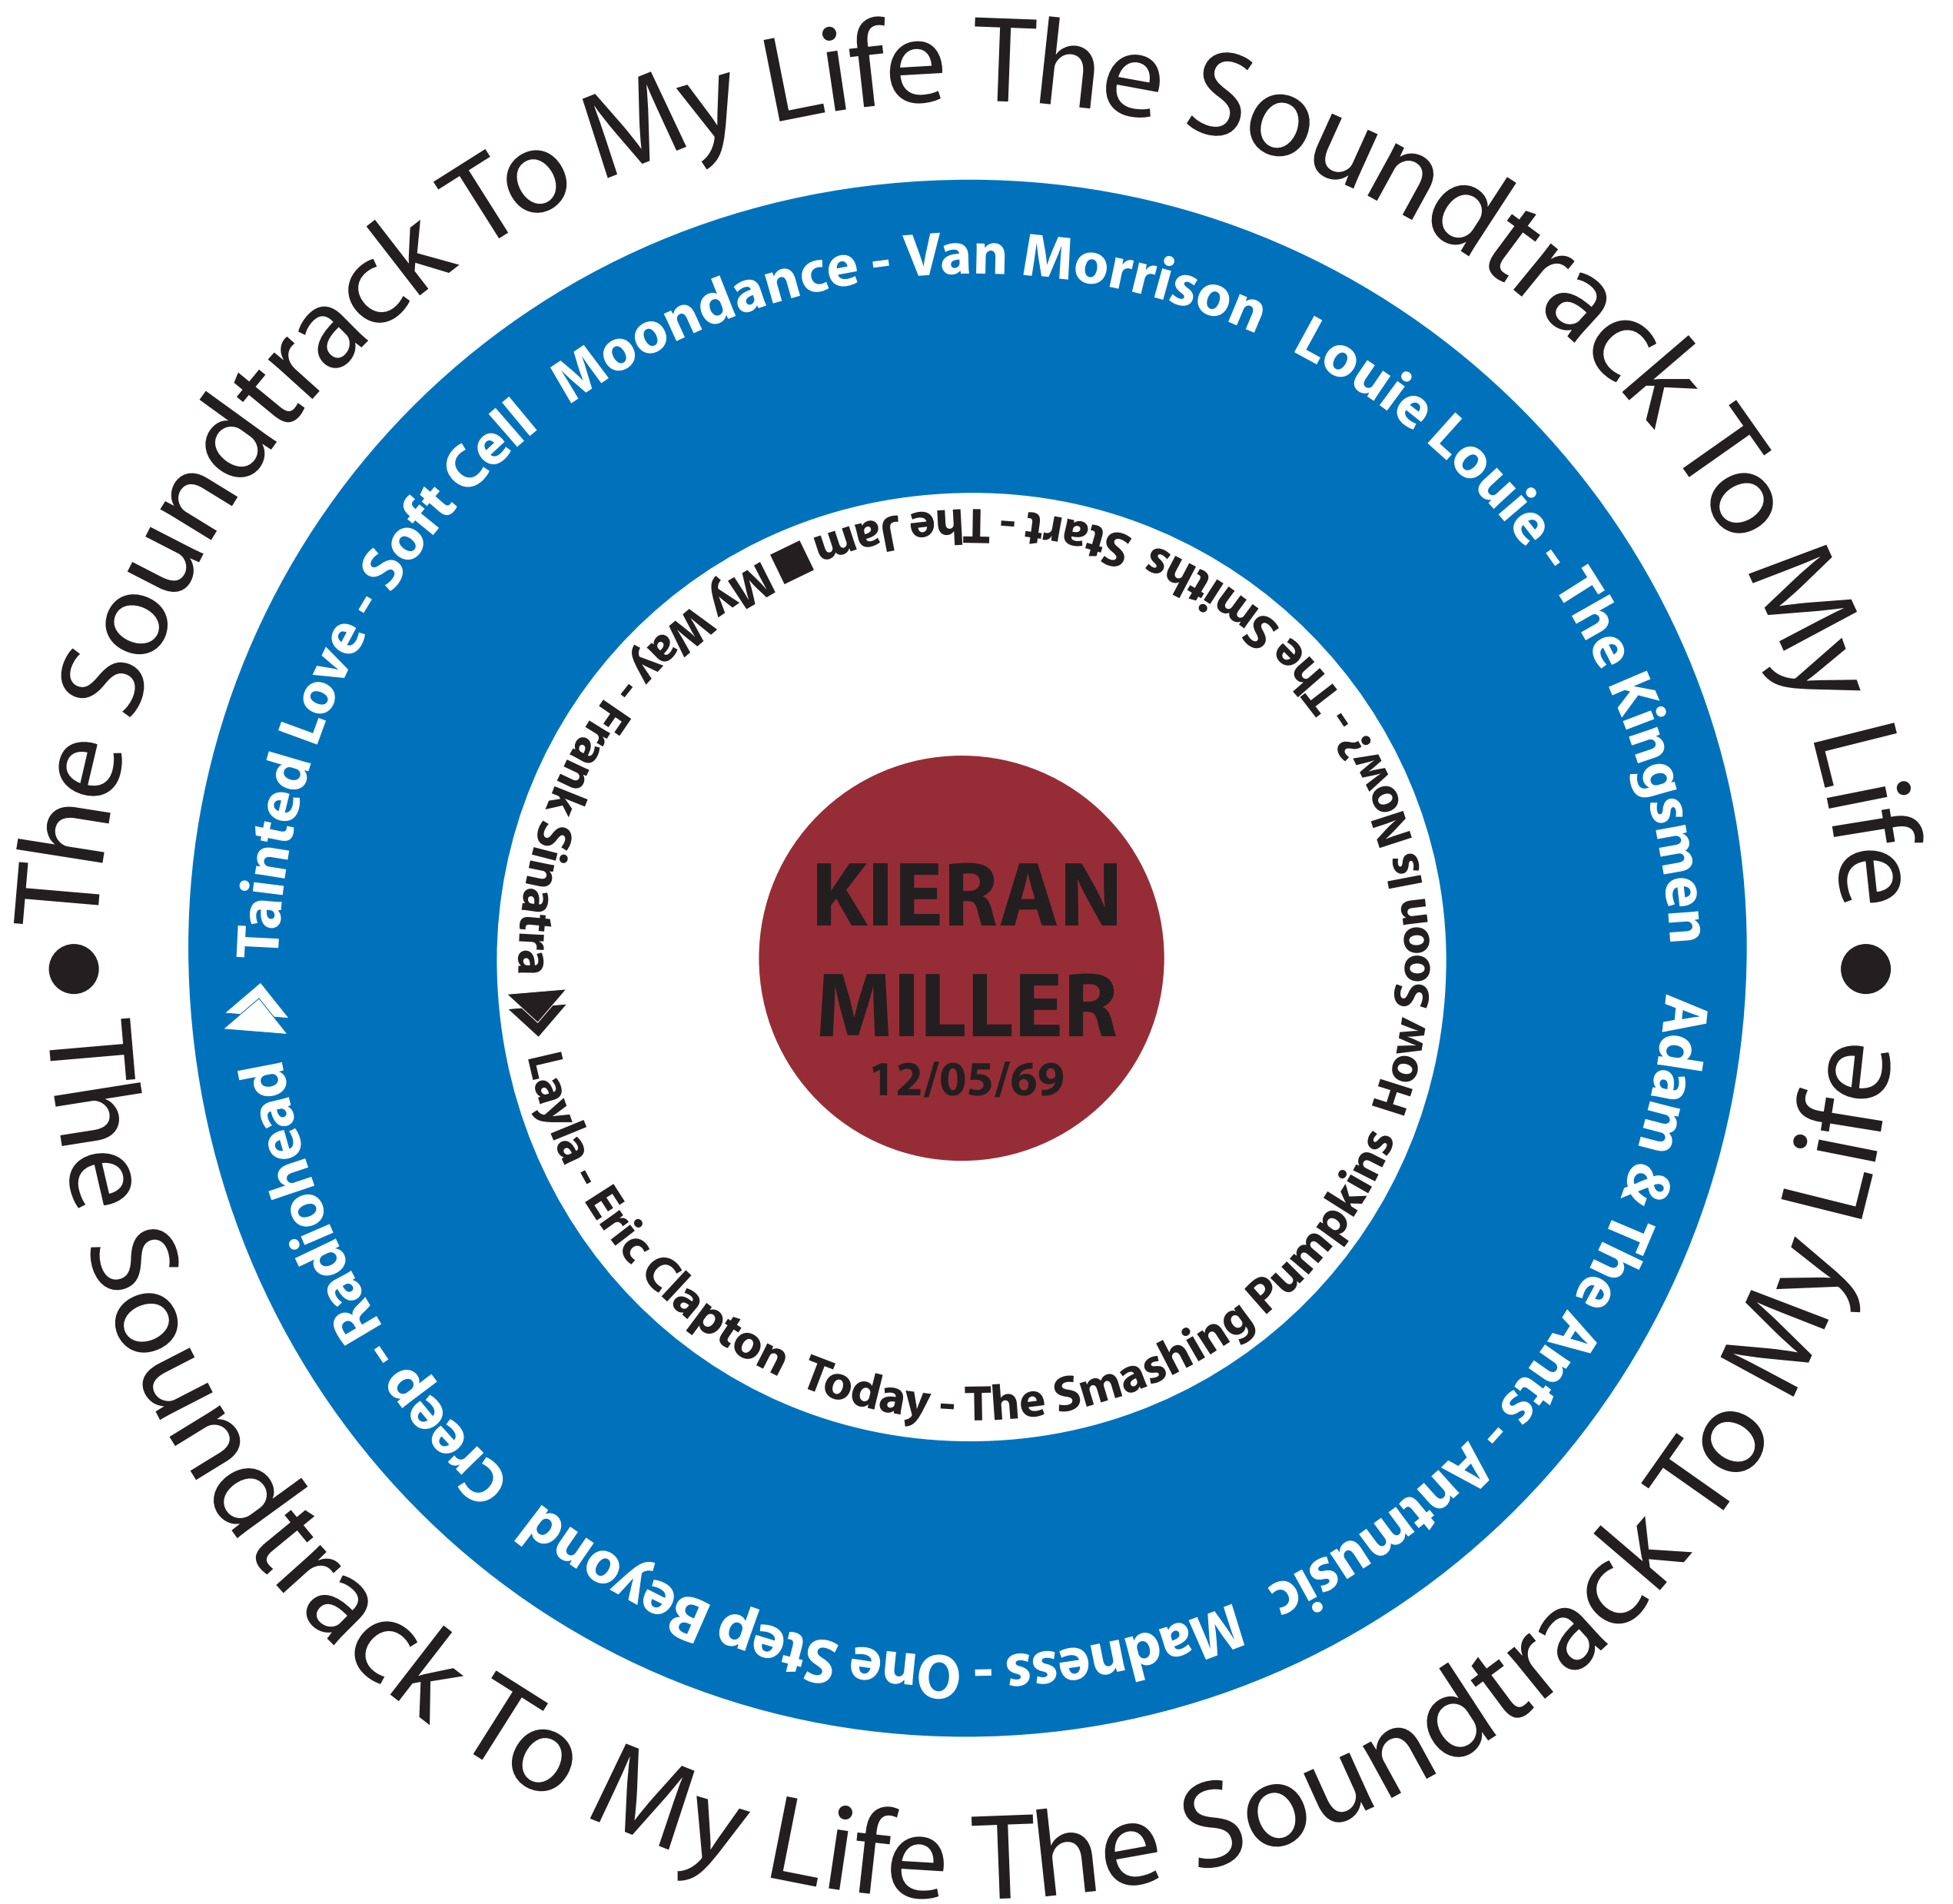 The Soundtrack To My Life The Soundtrack To My Life
The Soundtrack To My Life The Soundtrack To My Life
Tainted Love - Soft Cell
Moondance - Van Morrison
Louie Louie - The Kingsmen
Adam & The Ants - Antmusic
Madness - One Step Beyond
Creep - Radiohead
Layla - Eric Clapton
Today - The Smashing Pumpkins
How Soon Is Now? - The Smiths
Start - The Jam
My Way - Frank Sinatra
KIERAN
MILLER
12/05/69